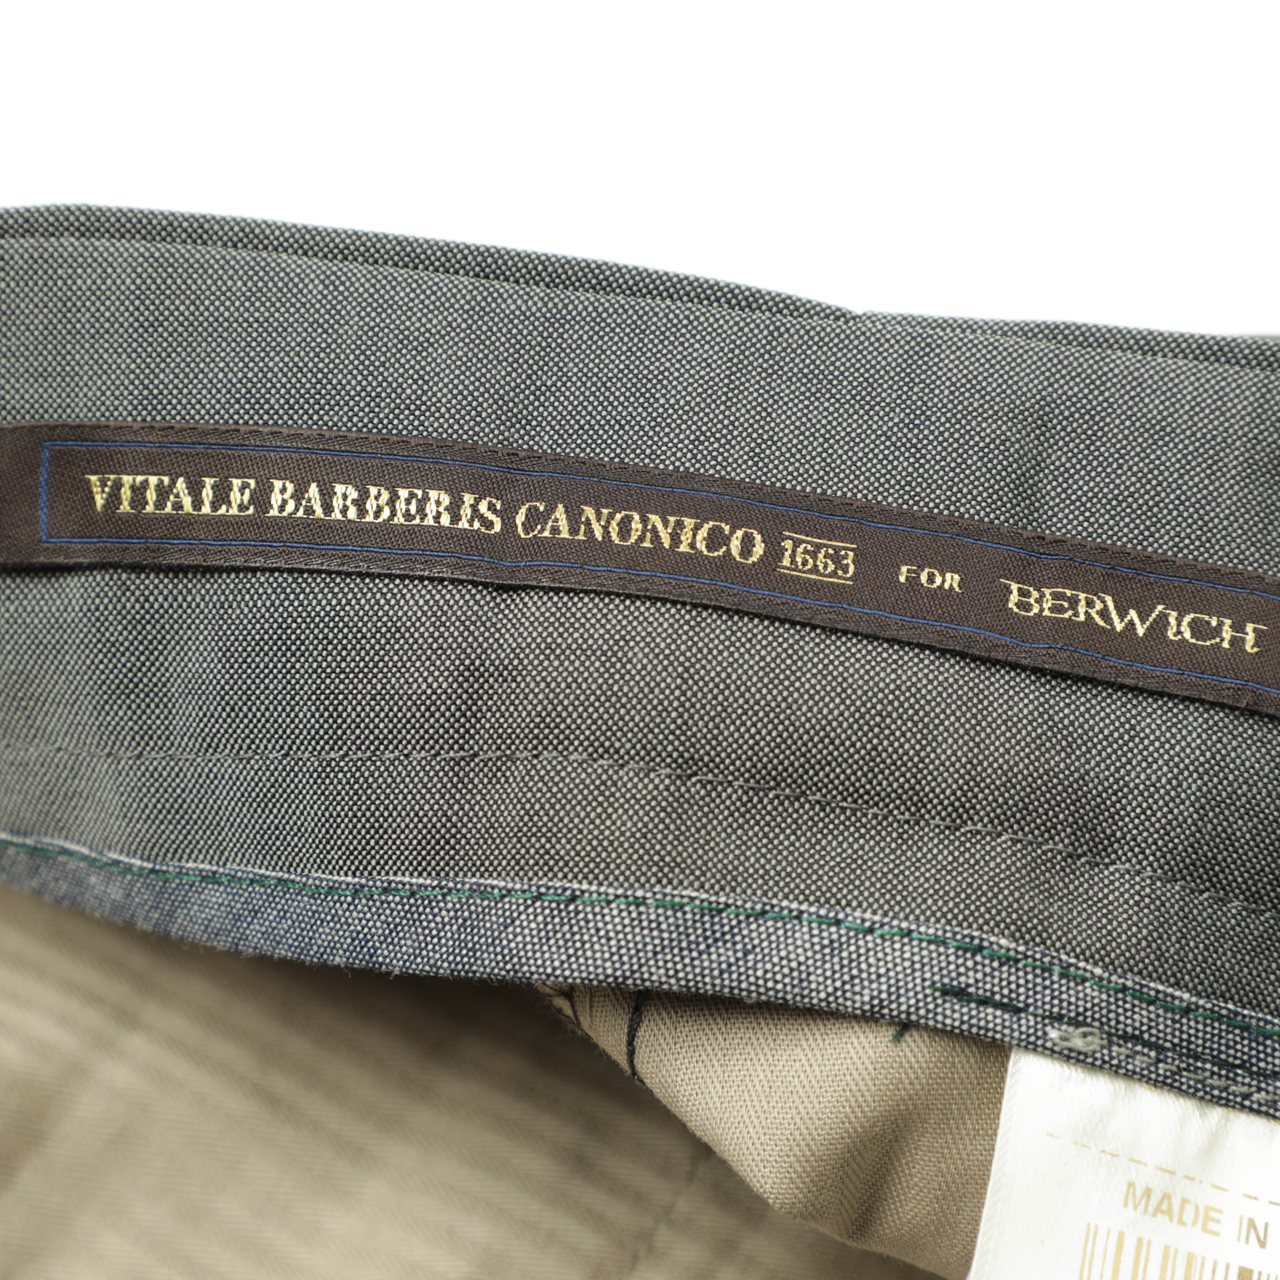 VITALE BARBERIS CANONICO 1663 FOR BERWICH
MADE IN